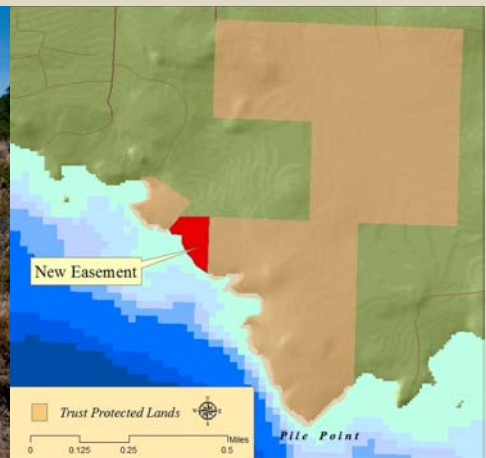 New Easement
Trust Protected Lands
0 0.125 0.25 0.5
Miles
Pile Point